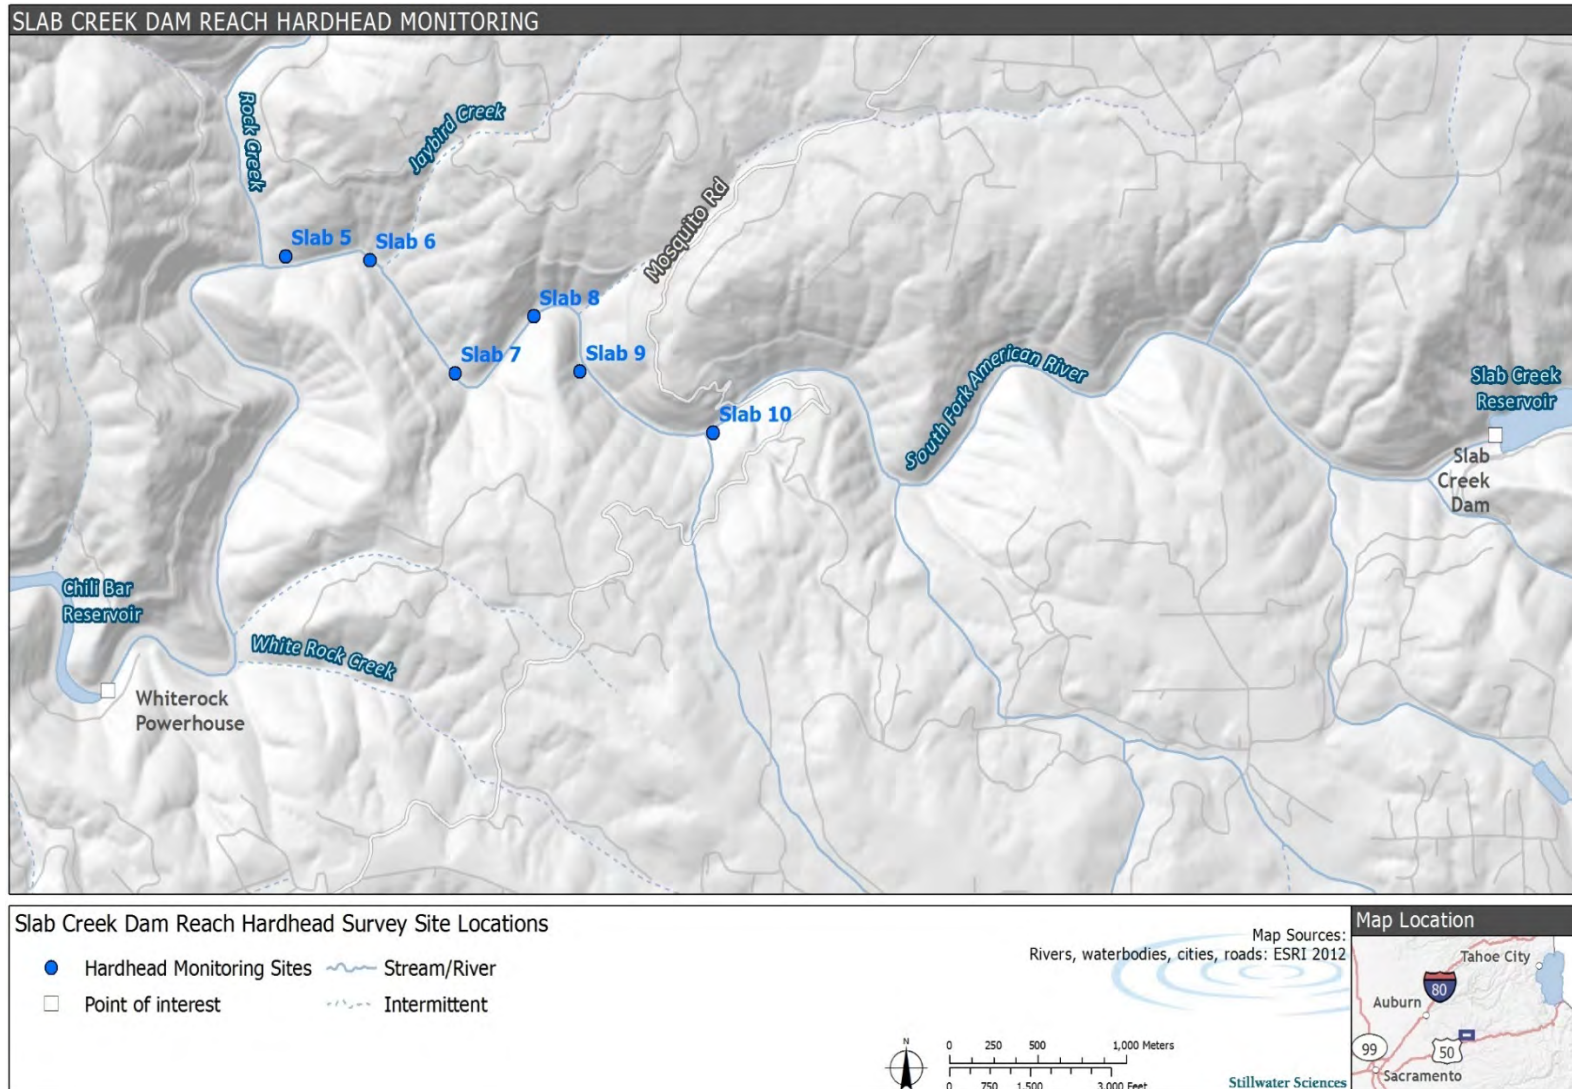 SLAB CREEK DAM REACH HARDHEAD MONITORING
Rock Creek
Jaybird Creek
Mosquito Rd
Slab 5
Slab 6
Slab 8
Slab 7
Slab 9
Slab 10
South Fork American River
Slab Creek
Reservoir
Slab
Creek
Dam
Chili Bar
Reservoir
White Rock Creek
Whiterock
Powerhouse
Slab Creek Dam Reach Hardhead Survey Site Locations
Hardhead Monitoring Sites
Stream/River
Point of interest
Intermittent
Map Sources:
Rivers, waterbodies, cities, roads: ESRI 2012
N
0 250 500 1,000 Meters
0 750 1,500 3,000 Feet
Stillwater Sciences
Map Location
Tahoe City
80
Auburn
99
50
Sacramento